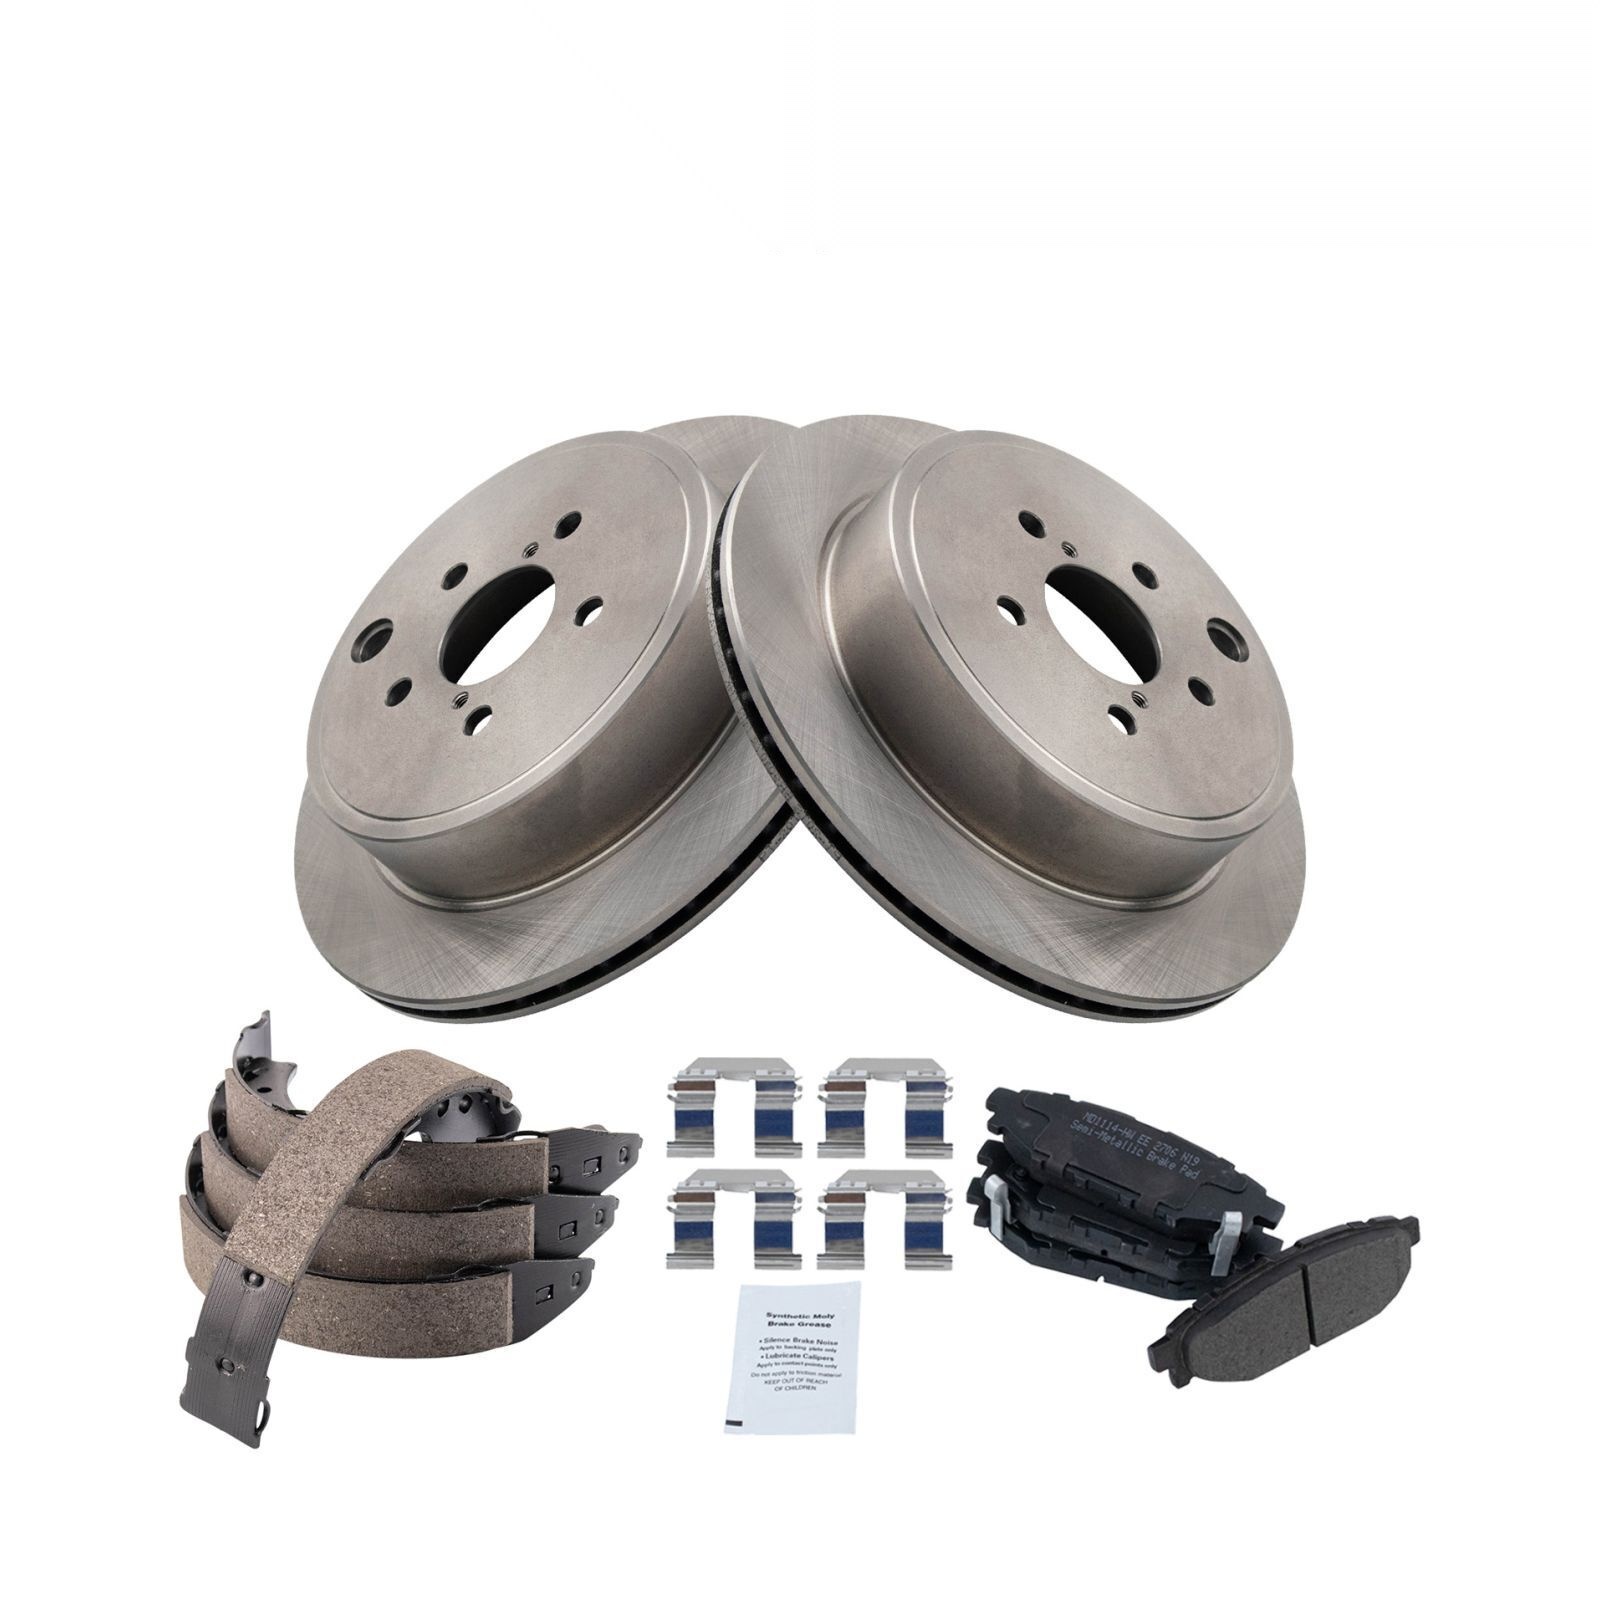 MD1114-HW EE 2706 N19
Semi-Metallic Brake Pad
Synthetic Moly
Brake Grease
• Silence Brake Noise
Apply to backing plate only
• Lubricate Calipers
Apply to contact points only
Do not apply to friction material
KEEP OUT OF REACH
OF CHILDREN